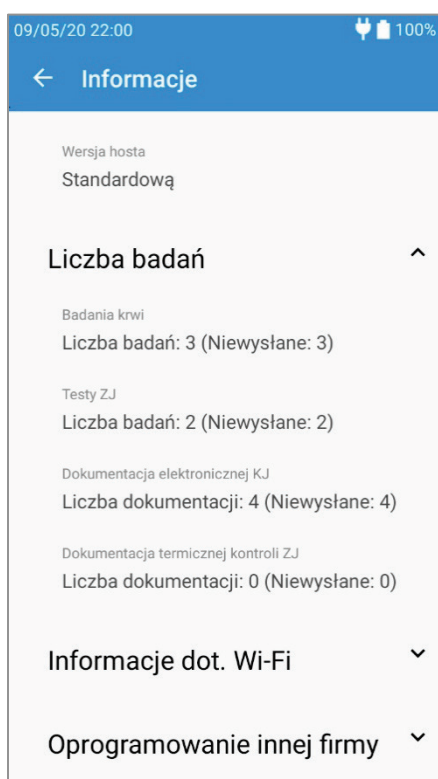 09/05/20 22:00 100%
Informacje
Wersja hosta
Standardową
Liczba badań
Badania krwi
Liczba badań: 3 (Niewysłane: 3)
Testy ZJ
Liczba badań: 2 (Niewysłane: 2)
Dokumentacja elektronicznej KJ
Liczba dokumentacji: 4 (Niewysłane: 4)
Dokumentacja termicznej kontroli ZJ
Liczba dokumentacji: 0 (Niewysłane: 0)
Informacje dot. Wi-Fi
Oprogramowanie innej firmy